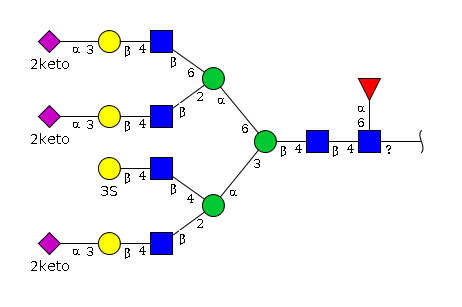 α 3 β 4 β 6
2keto
α 3 β 4 β 2 α
2keto
α
6
6 3 β 4 β 4 ?
β 4 β 4 α
3S
α 3 β 4 β 2
2keto